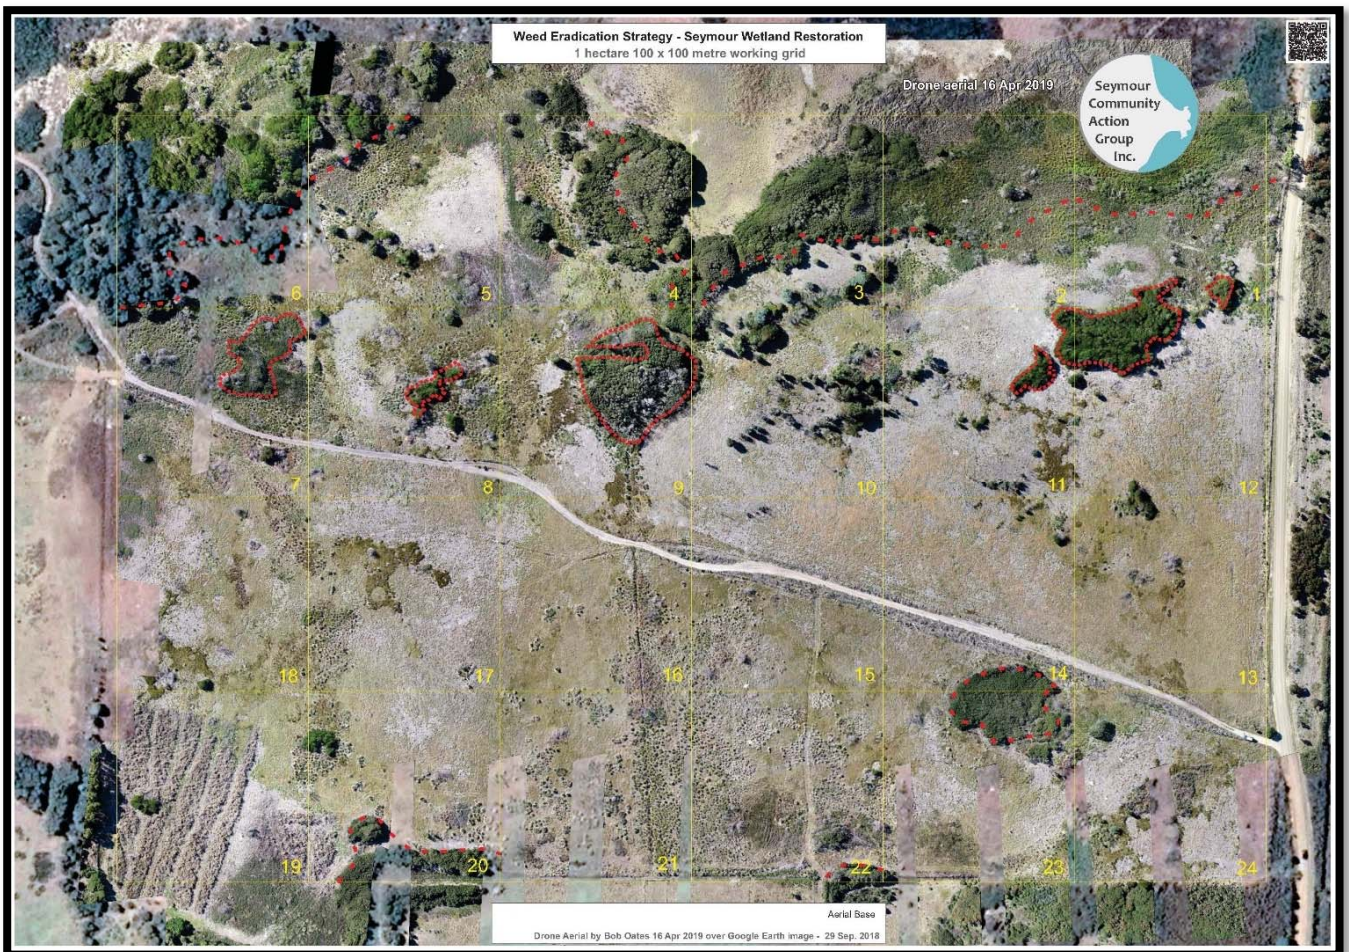 Weed Eradication Strategy - Seymour Wetland Restoration
1 hectare 100 x 100 metre working grid
Drone aerial 16 Apr 2019
Seymour
Community
Action
Group
Inc.
6 5 4 3 2 1
7 8 9 10 11 12
18 17 16 15 14 13
19 20 21 22 23 24
Aerial Base
Drone Aerial by Bob Oates 16 Apr 2019 over Google Earth image - 29 Sep. 2018